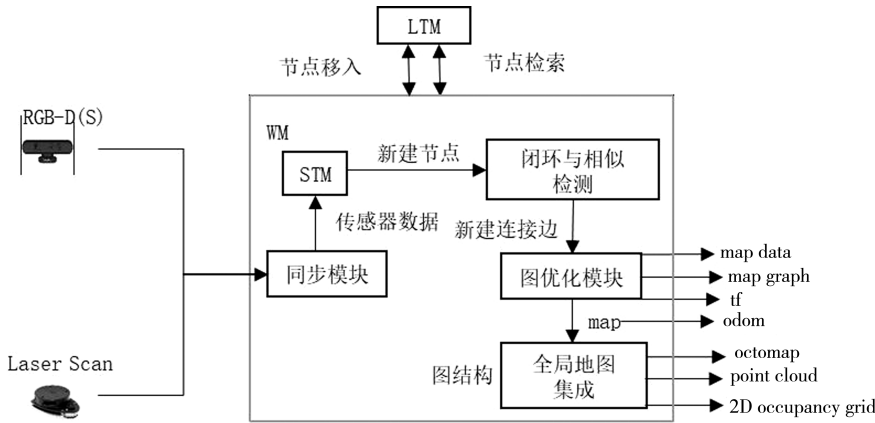 LTM
节点移入
节点检索
RGB-D(S)
WM
STM
新建节点
闭环与相似
检测
传感器数据
新建连接边
同步模块
图优化模块
map data
map graph
tf
map
odom
Laser Scan
图结构
全局地图
集成
octomap
point cloud
2D occupancy grid